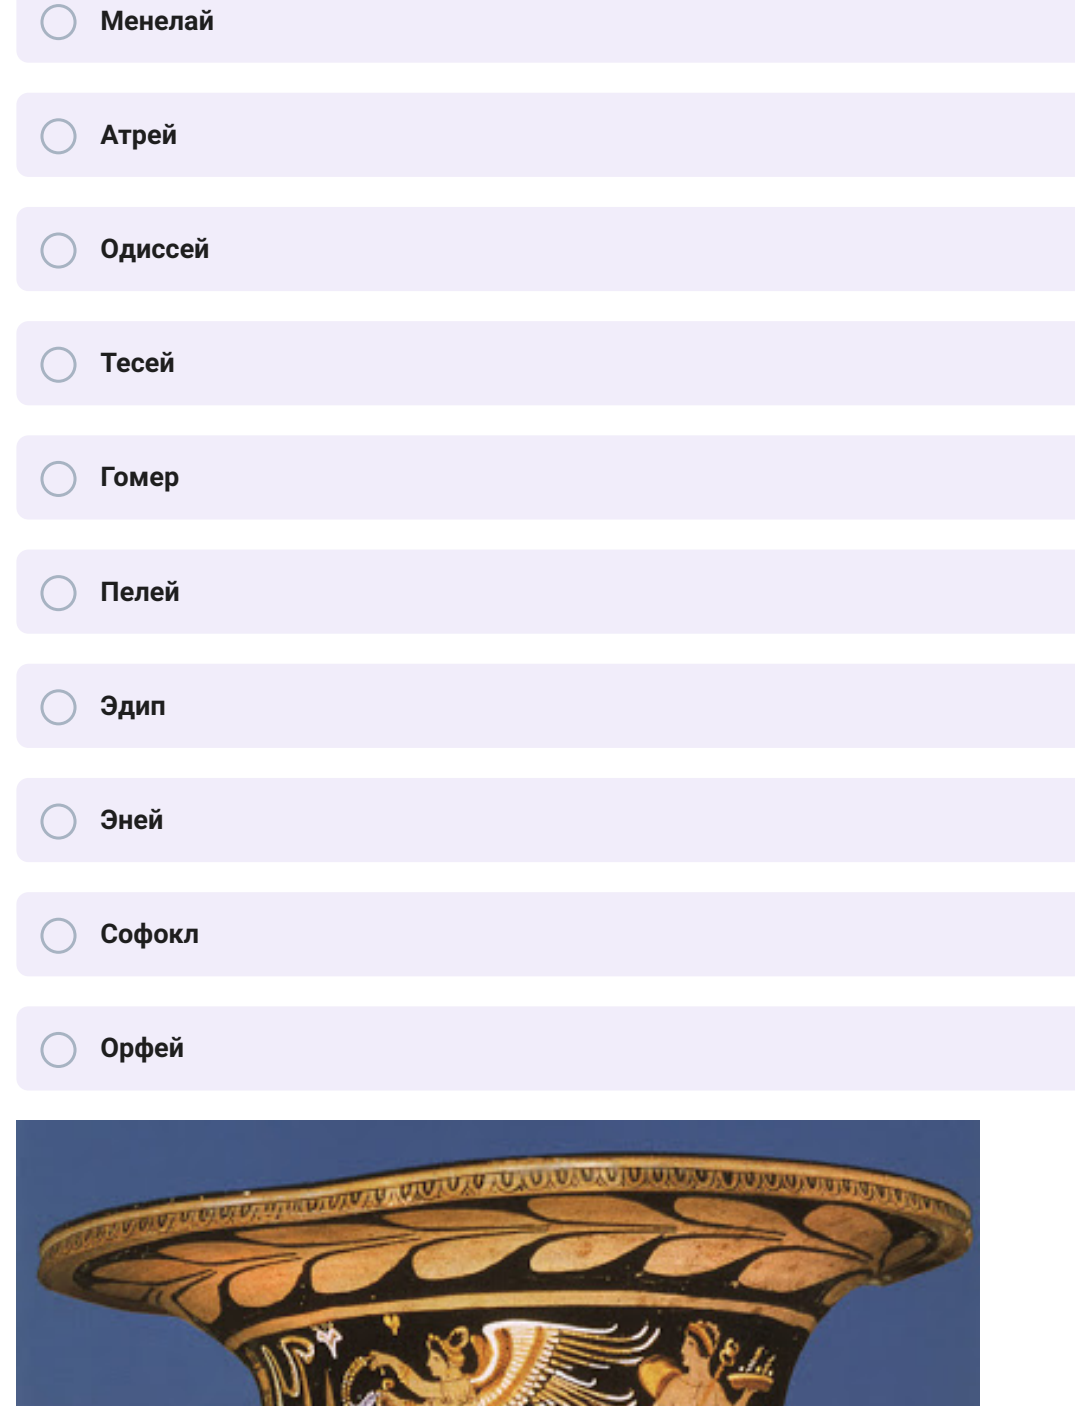 Менелай
Атрей
Одиссей
Тесей
Гомер
Пелей
Эдип
Эней
Софокл
Орфей